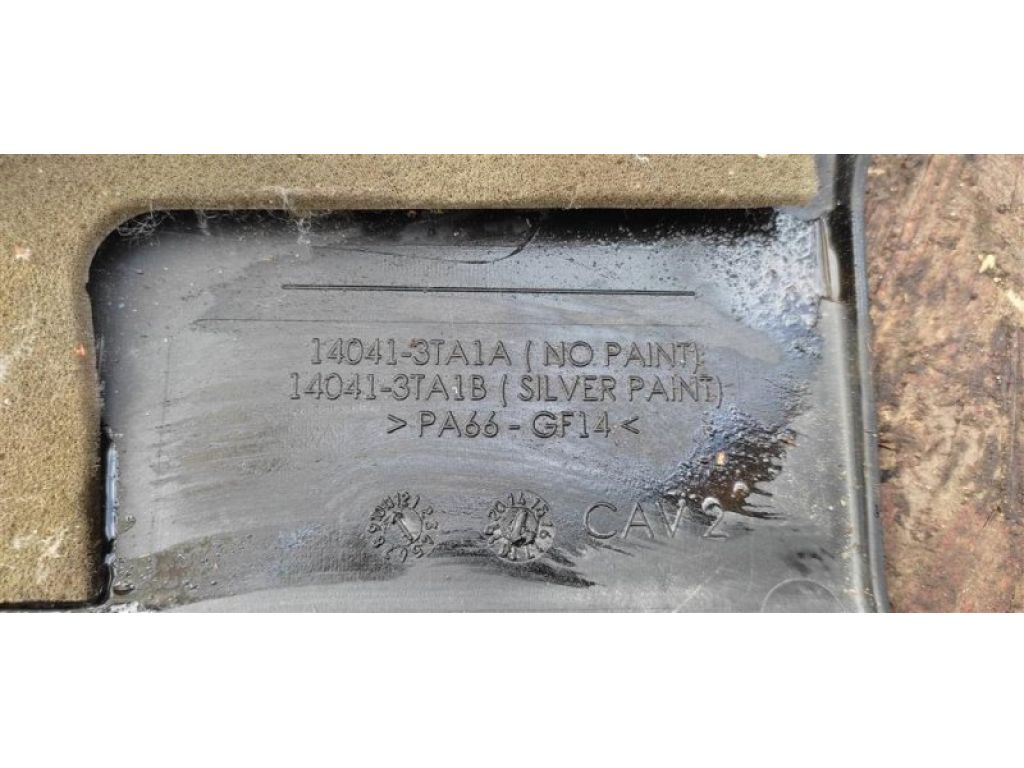 14041-3TA1A ( NO PAINT)
14041-3TA1B ( SILVER PAINT)
> PA66 - GF14 <
CAV 2